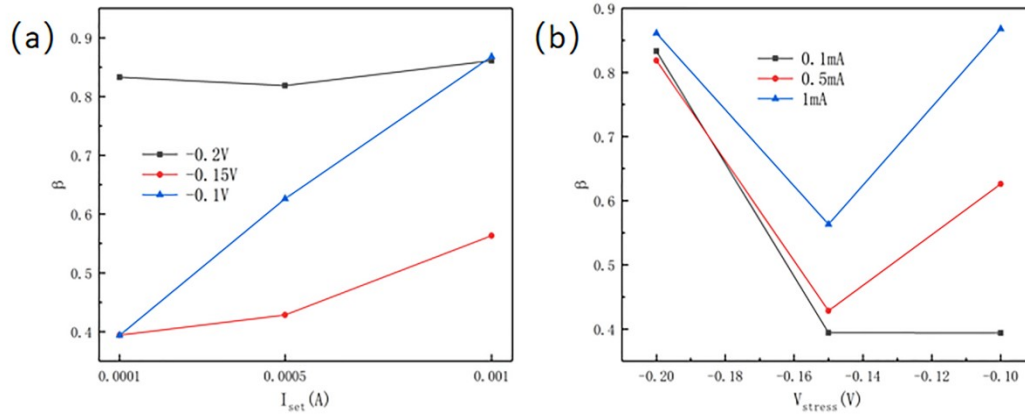 (a)
0.9
0.8
0.7
0.6
0.5
0.4
β
-0.2V
-0.15V
-0.1V
0.0001
0.0005
0.001
Iset(A)
(b)
0.9
0.8
0.7
0.6
0.5
0.4
β
0.1mA
0.5mA
1mA
-0.20
-0.18
-0.16
-0.14
-0.12
-0.10
Vstress(V)